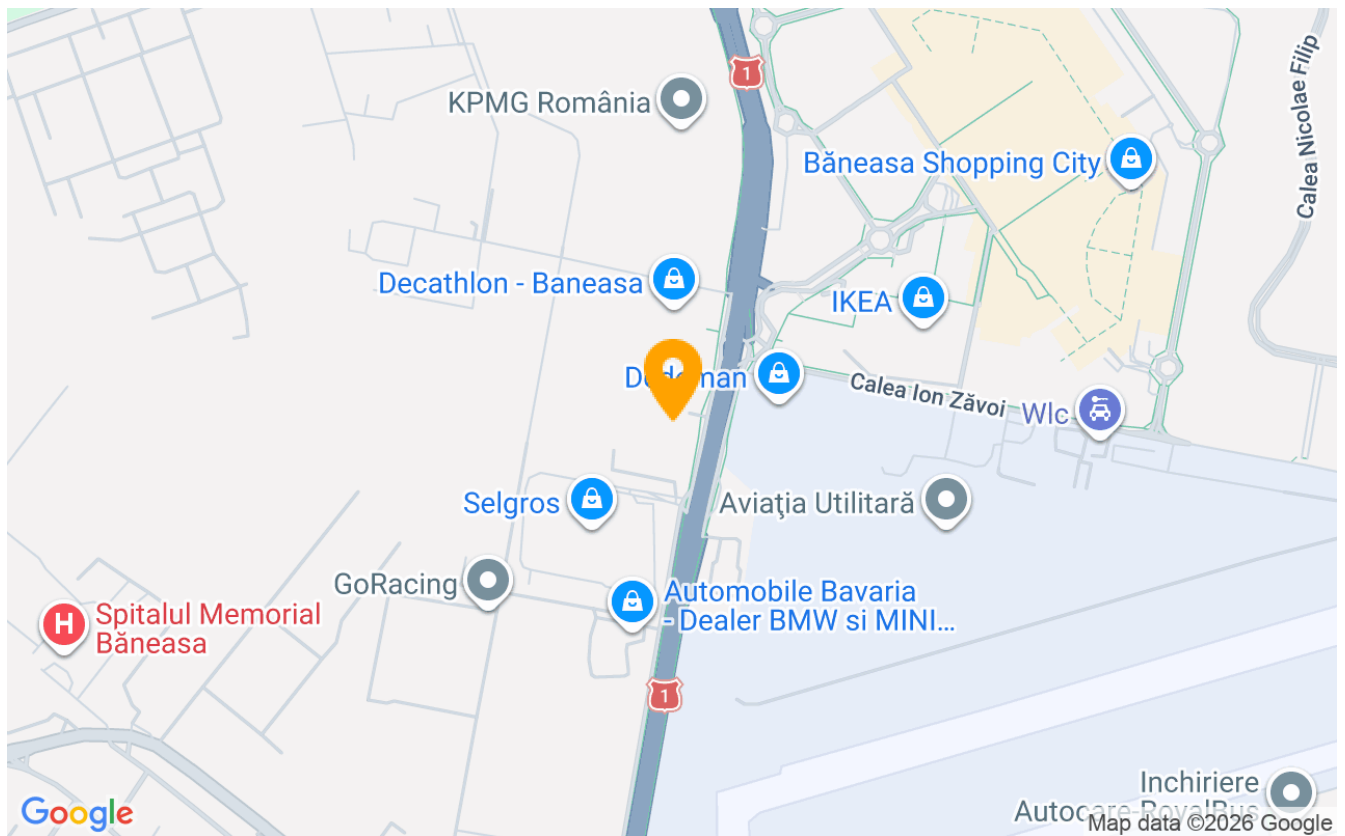 1
KPMG România
Calea Nicolae Filip
Băneasa Shopping City
Decathlon - Baneasa
IKEA
Calea Ion Zăvoi
Wlc
Selgros
Aviaţia Utilitară
GoRacing
Automobile Bavaria
- Dealer BMW si MINI...
H
Spitalul Memorial
Băneasa
1
Inchiriere
Google
Map data ©2026 Google